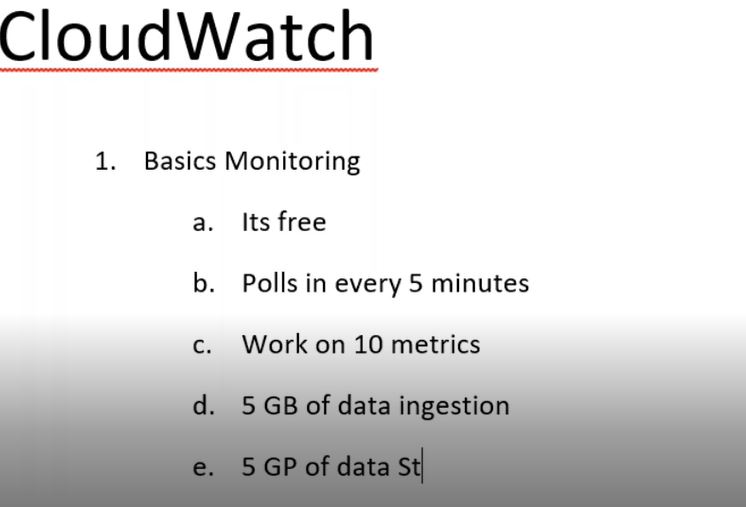 CloudWatch
1. Basics Monitoring
a. Its free
b. Polls in every 5 minutes
c. Work on 10 metrics
d. 5 GB of data ingestion
e. 5 GP of data St